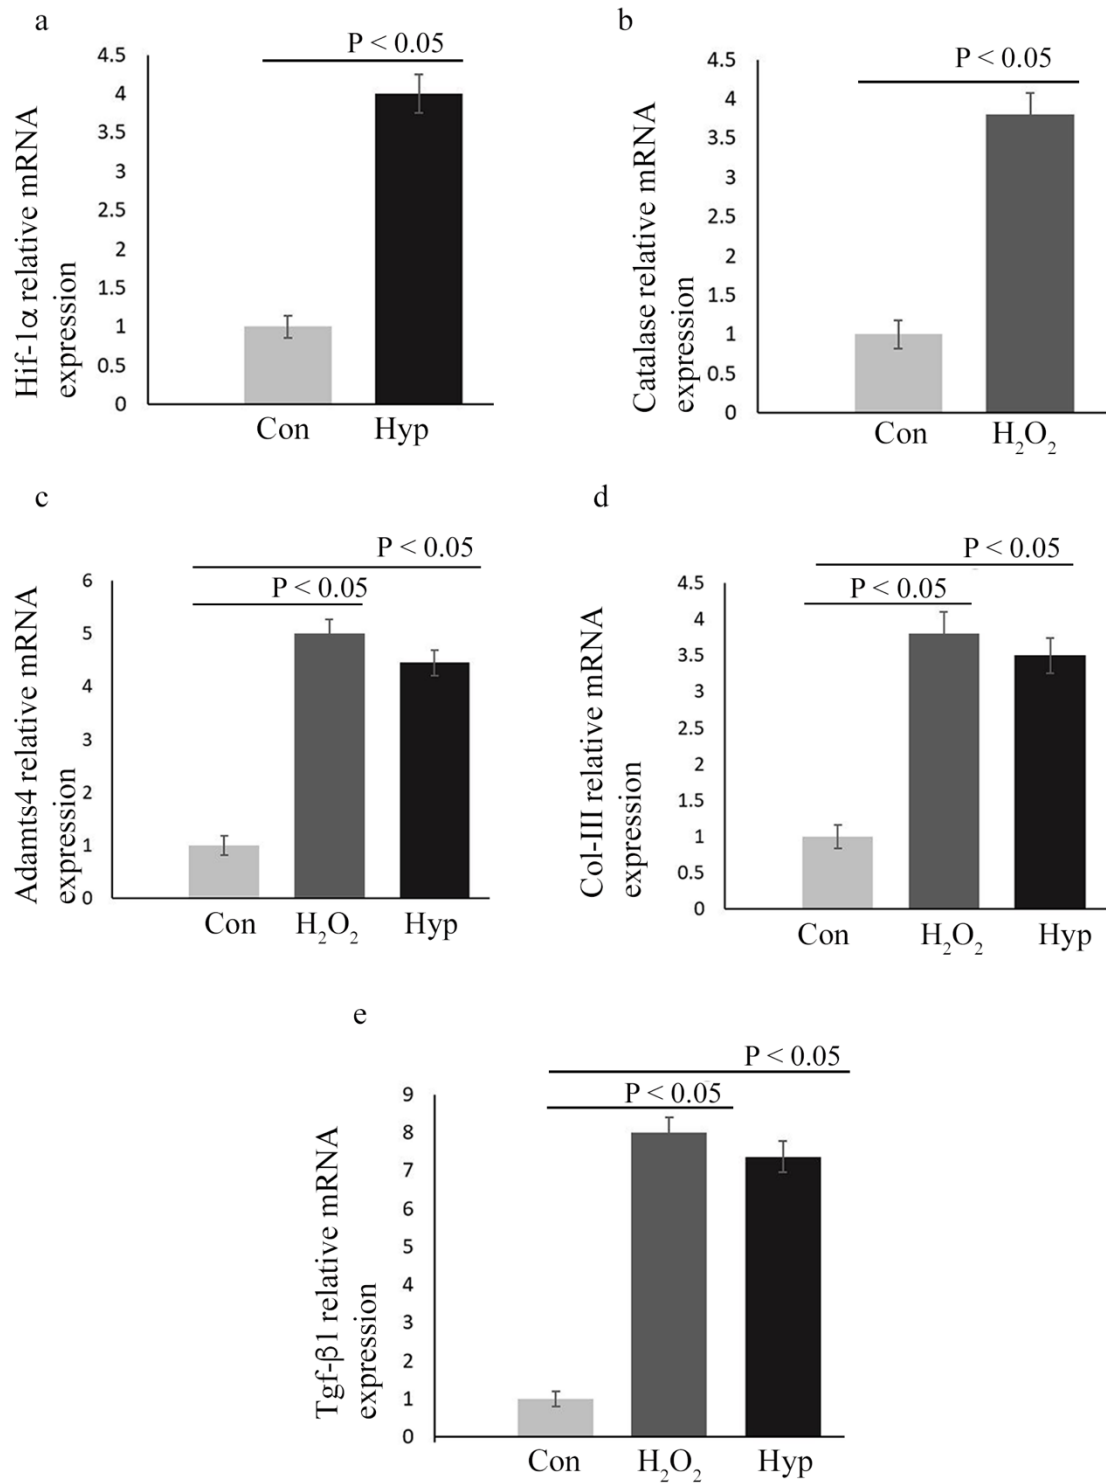 a
P < 0.05
Hif-1α relative mRNA
expression
4.5
4
3.5
3
2.5
2
1.5
1
0.5
0
Con Hyp
b
P < 0.05
Catalase relative mRNA
expression
4.5
4
3.5
3
2.5
2
1.5
1
0.5
0
Con H₂O₂
c
P < 0.05
P < 0.05
Adamts4 relative mRNA
expression
6
5
4
3
2
1
0
Con H₂O₂ Hyp
d
P < 0.05
P < 0.05
Col-III relative mRNA
expression
4.5
4
3.5
3
2.5
2
1.5
1
0.5
0
Con H₂O₂ Hyp
e
P < 0.05
P < 0.05
Tgf-β1 relative mRNA
expression
9
8
7
6
5
4
3
2
1
0
Con H₂O₂ Hyp